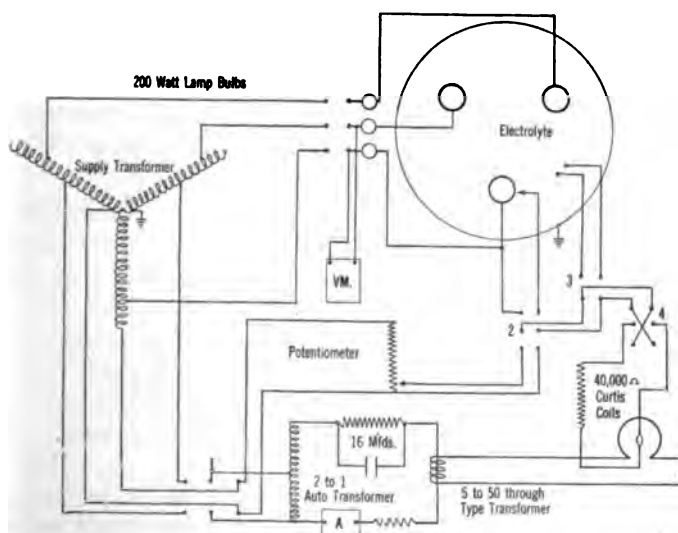 200 Watt Lamp Bulbs
Electrolyte
Supply Transformer
VM.
3
2
4
Potentiometer
40,000 Ω
Curtis
Coils
16 Mfds.
2 to 1
Auto Transformer
A
5 to 50 through
Type Transformer